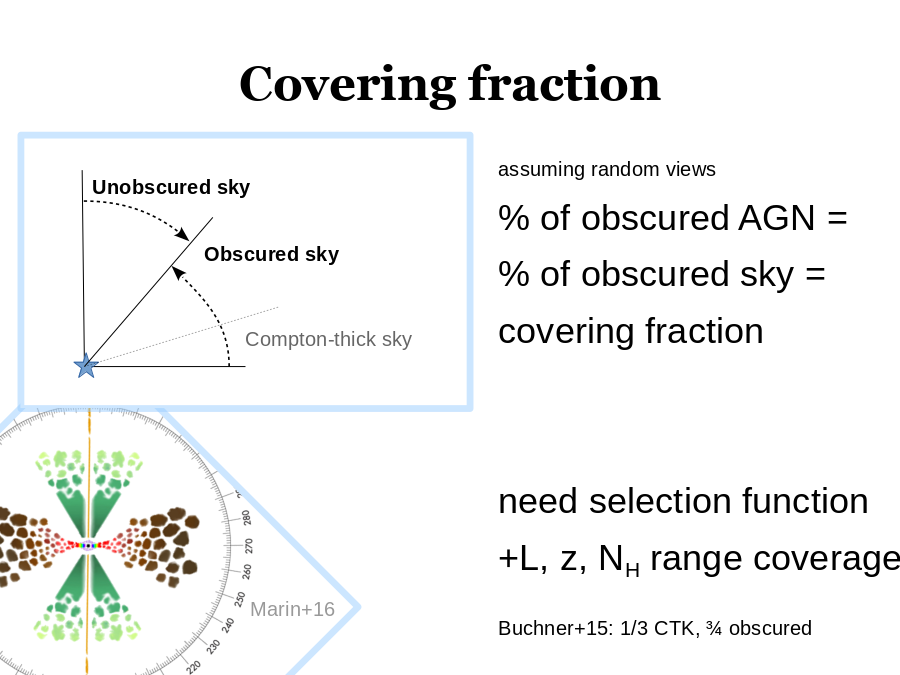 Covering fraction
Unobscured sky
Obscured sky
Compton-thick sky
assuming random views
% of obscured AGN =
% of obscured sky =
covering fraction
280
270
260
250
240
230
220
Marin+16
need selection function
+L, z, NH range coverage
Buchner+15: 1/3 CTK, ¾ obscured